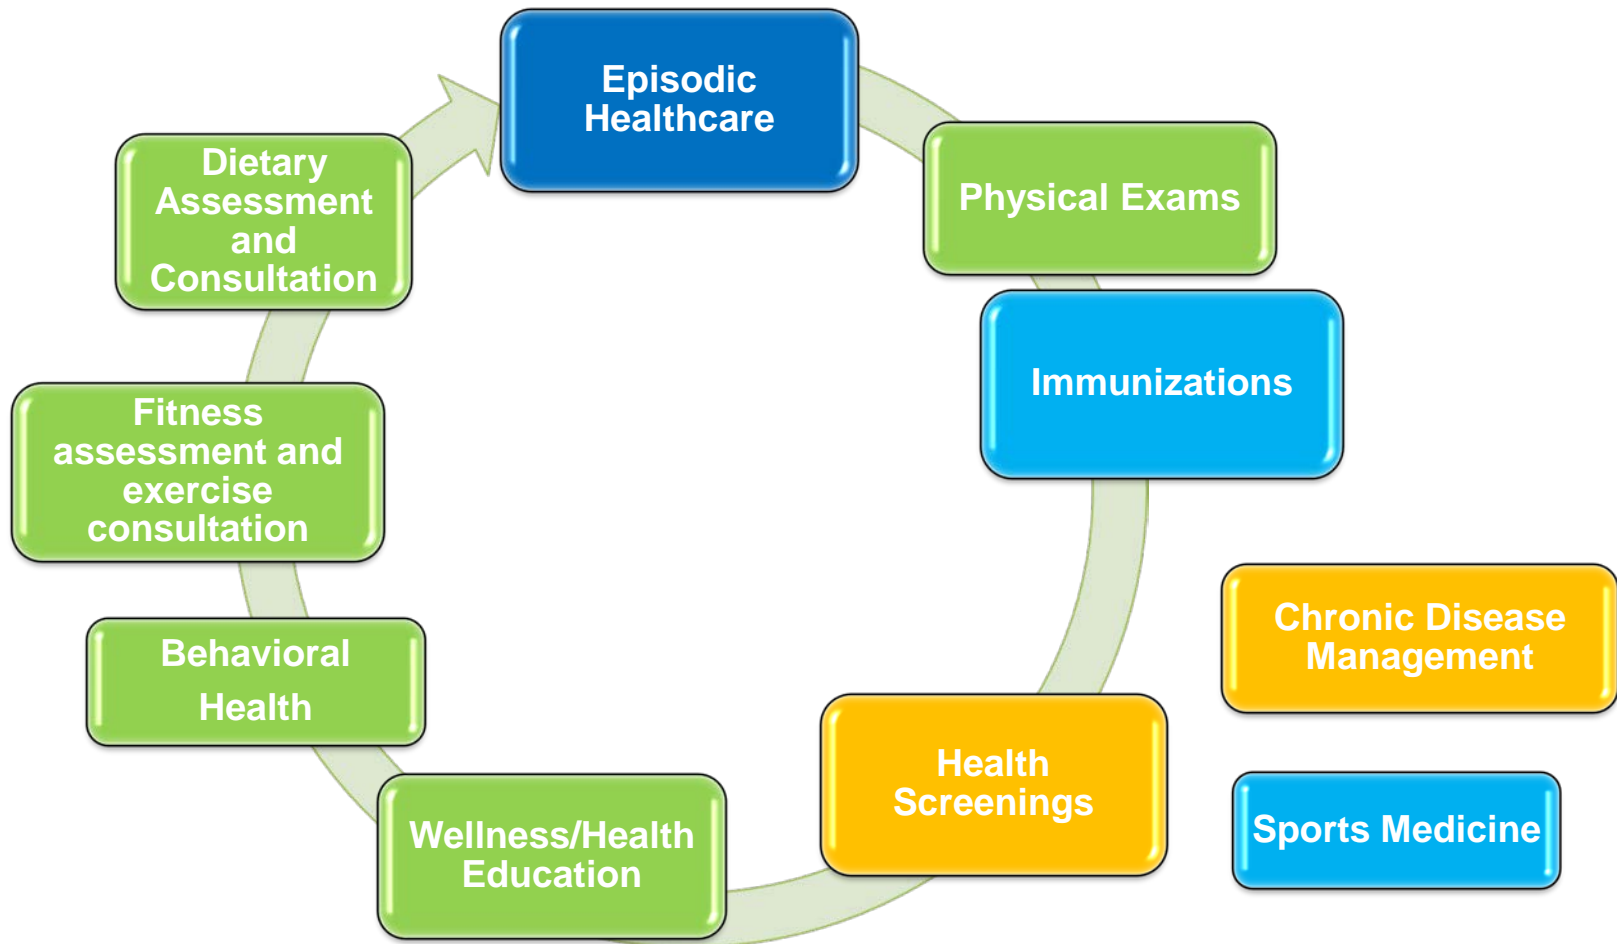 Episodic
Healthcare
Physical Exams
Immunizations
Chronic Disease
Management
Sports Medicine
Health
Screenings
Wellness/Health
Education
Behavioral
Health
Fitness
assessment and
exercise
consultation
Dietary
Assessment
and
Consultation